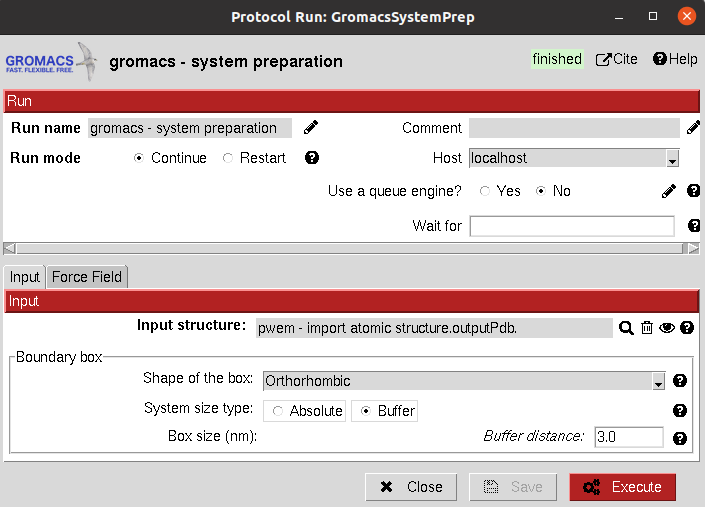 Protocol Run: GromacsSystemPrep
GROMACS
FAST. FLEXIBLE. FREE.
gromacs - system preparation
finished Cite Help
Run
Run name gromacs - system preparation Comment
Run mode Continue Restart Host localhost
Use a queue engine? Yes No
Wait for
Input Force Field
Input
Input structure: pwem - import atomic structure.outputPdb.
Boundary box
Shape of the box: Orthorhombic
System size type: Absolute Buffer
Box size (nm): Buffer distance: 3.0
Close Save Execute